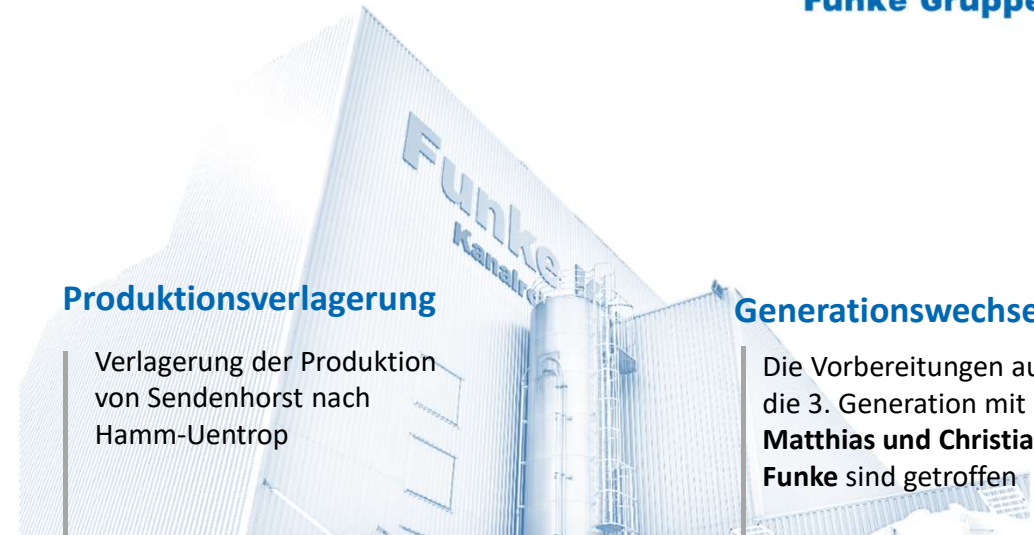 Funke Gruppe
Funke
Produktionsverlagerung
Verlagerung der Produktion
von Sendenhorst nach
Hamm-Uentrop
Generationswechse
Die Vorbereitungen au
die 3. Generation mit
Matthias und Christia
Funke sind getroffen